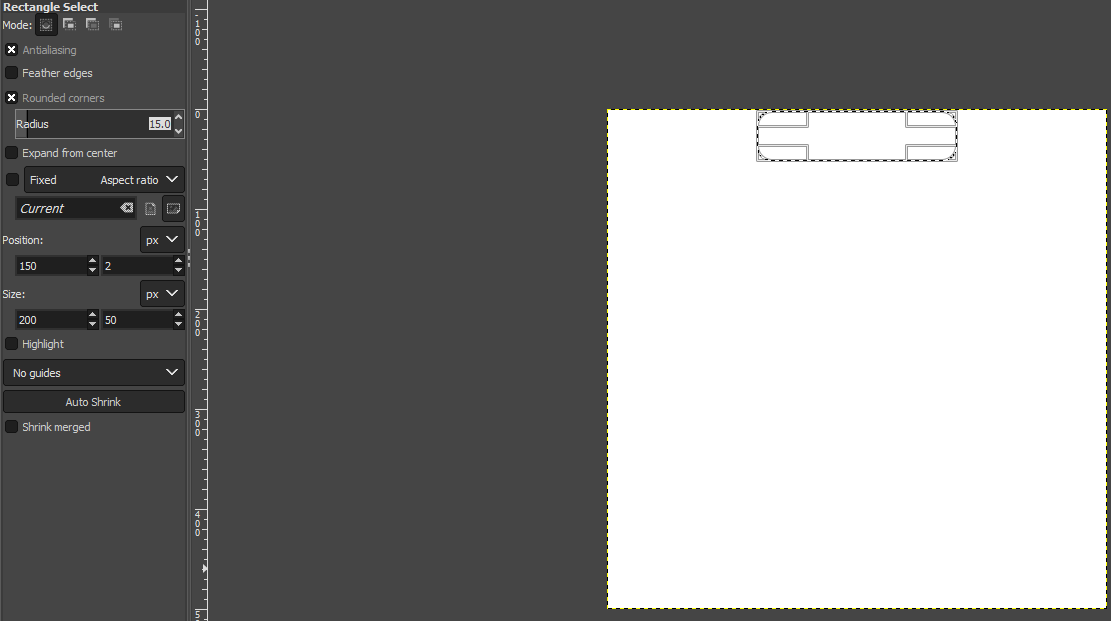 Rectangle Select
Mode:
Antialiasing
Feather edges
Rounded corners
Radius 15.0
Expand from center
Fixed Aspect ratio
Current
Position: px
150 2
Size: px
200 50
Highlight
No guides
Auto Shrink
Shrink merged
-100
0
100
200
300
400
5